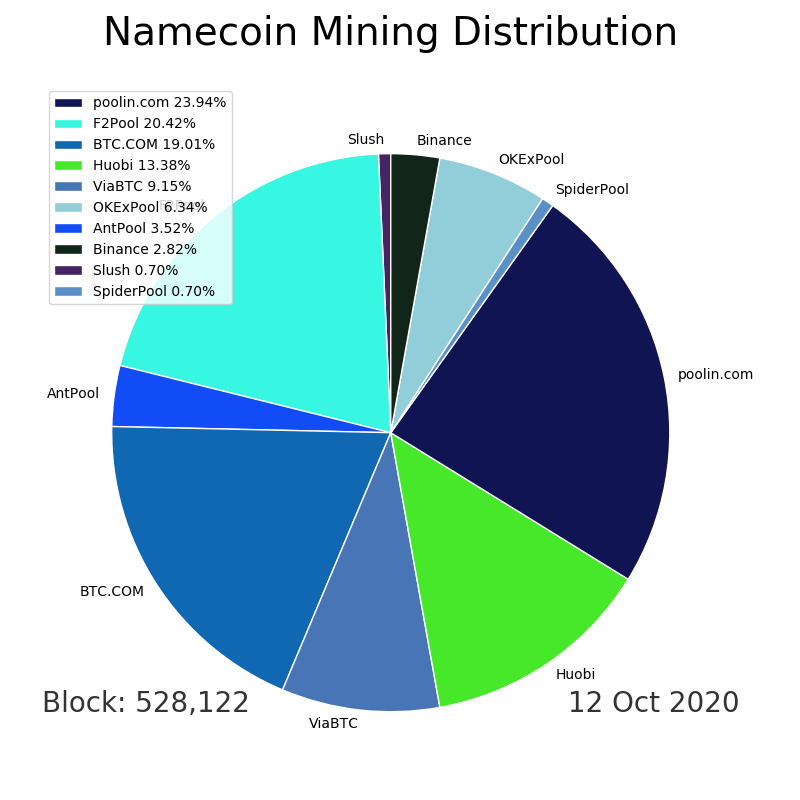 Namecoin Mining Distribution
poolin.com 23.94%
F2Pool 20.42%
BTC.COM 19.01%
Huobi 13.38%
ViaBTC 9.15%
OKExPool 6.34%
AntPool 3.52%
Binance 2.82%
Slush 0.70%
SpiderPool 0.70%
F2Pool
Slush
Binance
OKExPool
SpiderPool
poolin.com
AntPool
BTC.COM
Huobi
ViaBTC
Block: 528,122
12 Oct 2020